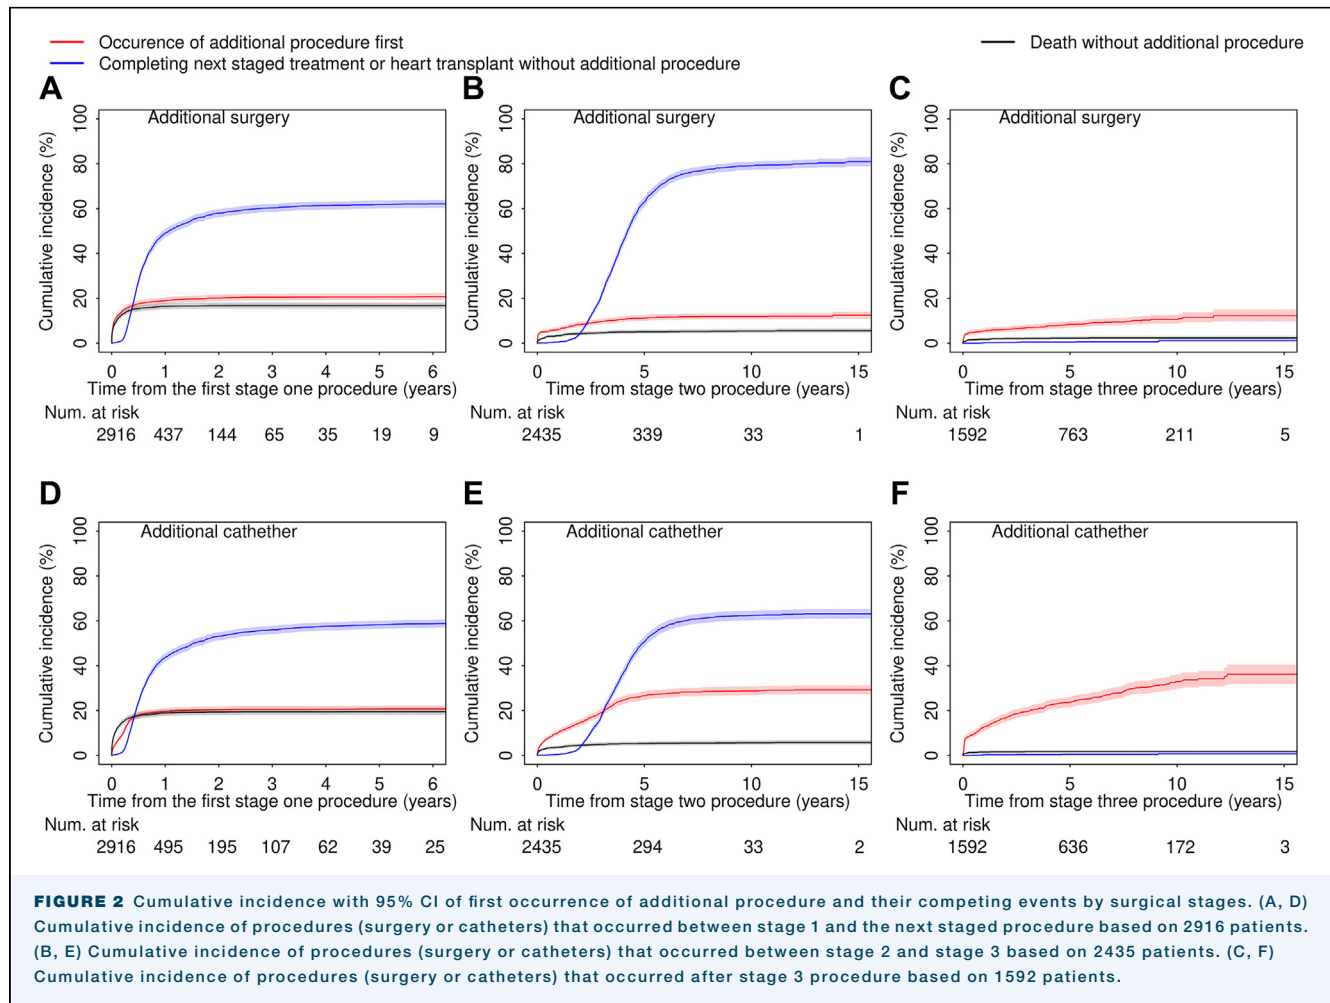 Occurence of additional procedure first
Completing next staged treatment or heart transplant without additional procedure
Death without additional procedure
A
Additional surgery
Cumulative incidence (%)
0 20 40 60 80 100
0 1 2 3 4 5 6
Time from the first stage one procedure (years)
Num. at risk
2916 437 144 65 35 19 9
B
Additional surgery
Cumulative incidence (%)
0 20 40 60 80 100
0 5 10 15
Time from stage two procedure (years)
Num. at risk
2435 339 33 1
C
Additional surgery
Cumulative incidence (%)
0 20 40 60 80 100
0 5 10 15
Time from stage three procedure (years)
Num. at risk
1592 763 211 5
D
Additional cathether
Cumulative incidence (%)
0 20 40 60 80 100
0 1 2 3 4 5 6
Time from the first stage one procedure (years)
Num. at risk
2916 495 195 107 62 39 25
E
Additional cathether
Cumulative incidence (%)
0 20 40 60 80 100
0 5 10 15
Time from stage two procedure (years)
Num. at risk
2435 294 33 2
F
Additional cathether
Cumulative incidence (%)
0 20 40 60 80 100
0 5 10 15
Time from stage three procedure (years)
Num. at risk
1592 636 172 3
FIGURE 2 Cumulative incidence with 95% CI of first occurrence of additional procedure and their competing events by surgical stages. (A, D)
Cumulative incidence of procedures (surgery or catheters) that occurred between stage 1 and the next staged procedure based on 2916 patients.
(B, E) Cumulative incidence of procedures (surgery or catheters) that occurred between stage 2 and stage 3 based on 2435 patients. (C, F)
Cumulative incidence of procedures (surgery or catheters) that occurred after stage 3 procedure based on 1592 patients.